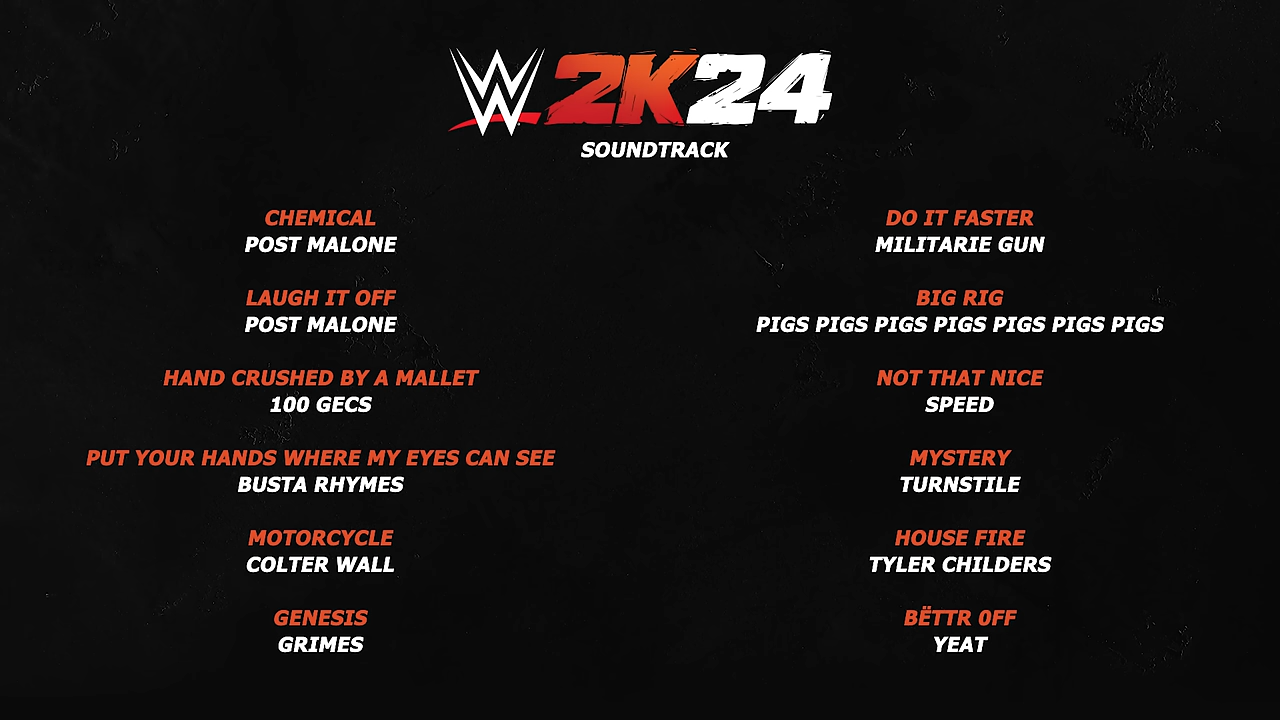 W 2K24
SOUNDTRACK
CHEMICAL
POST MALONE
LAUGH IT OFF
POST MALONE
HAND CRUSHED BY A MALLET
100 GECS
PUT YOUR HANDS WHERE MY EYES CAN SEE
BUSTA RHYMES
MOTORCYCLE
COLTER WALL
GENESIS
GRIMES
DO IT FASTER
MILITARIE GUN
BIG RIG
PIGS PIGS PIGS PIGS PIGS PIGS PIGS
NOT THAT NICE
SPEED
MYSTERY
TURNSTILE
HOUSE FIRE
TYLER CHILDERS
BËTTR 0FF
YEAT